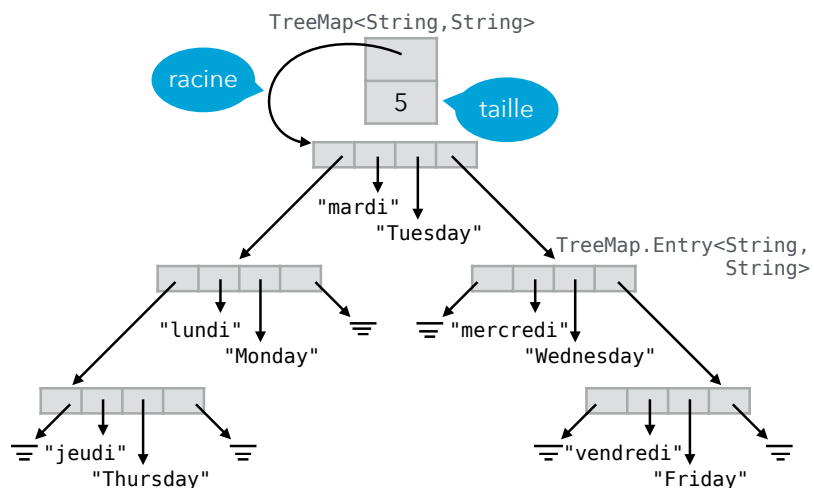 TreeMap<String,String>
racine
5
taille
"mardi"
"Tuesday"
TreeMap.Entry<String,
String>
"lundi"
"Monday"
"mercredi"
"Wednesday"
"jeudi"
"Thursday"
"vendredi"
"Friday"